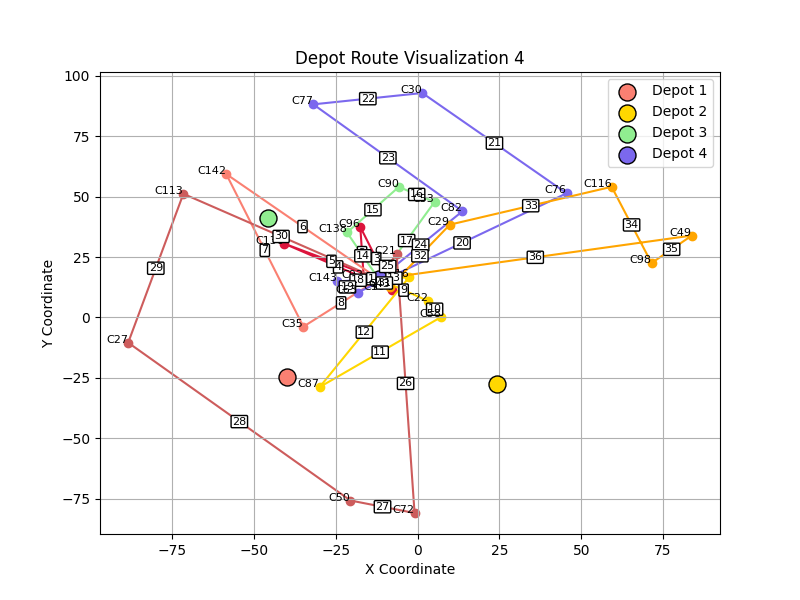 Depot Route Visualization 4
Depot 1
Depot 2
Depot 3
Depot 4
Y Coordinate
100
75
50
25
0
−25
−50
−75
−75
−50
−25
0
25
50
75
X Coordinate
C77
22
C30
21
23
C142
C113
C90
16
C76
C116
C82
33
C29
15
C138
C96
6
34
C49
30
7
17
24
20
32
35
C21
14
5
36
C98
29
25
C143
18
9
8
C22
10
C35
12
C27
11
C87
26
28
C50
27
C72